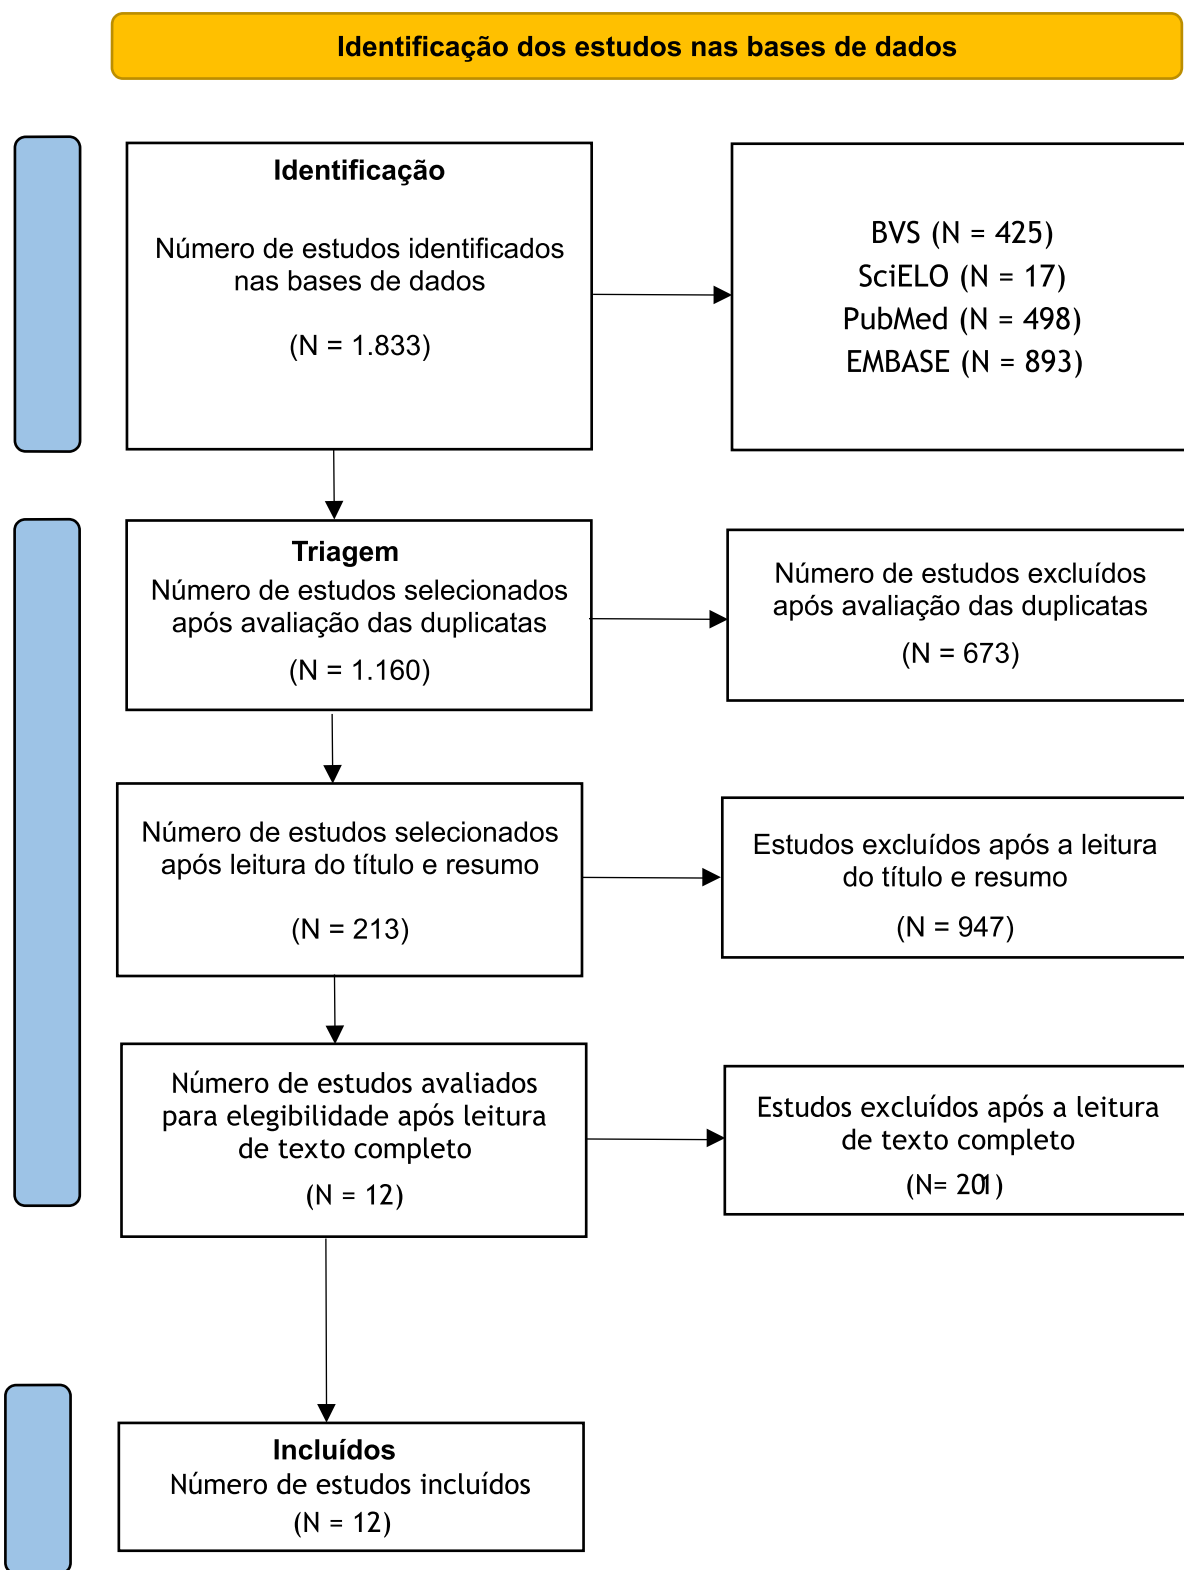 Identificação dos estudos nas bases de dados
Identificação
Número de estudos identificados
nas bases de dados
(N = 1.833)
BVS (N = 425)
SciELO (N = 17)
PubMed (N = 498)
EMBASE (N = 893)
Triagem
Número de estudos selecionados
após avaliação das duplicatas
(N = 1.160)
Número de estudos excluídos
após avaliação das duplicatas
(N = 673)
Número de estudos selecionados
após leitura do título e resumo
(N = 213)
Estudos excluídos após a leitura
do título e resumo
(N = 947)
Número de estudos avaliados
para elegibilidade após leitura
de texto completo
(N = 12)
Estudos excluídos após a leitura
de texto completo
(N= 201)
Incluídos
Número de estudos incluídos
(N = 12)